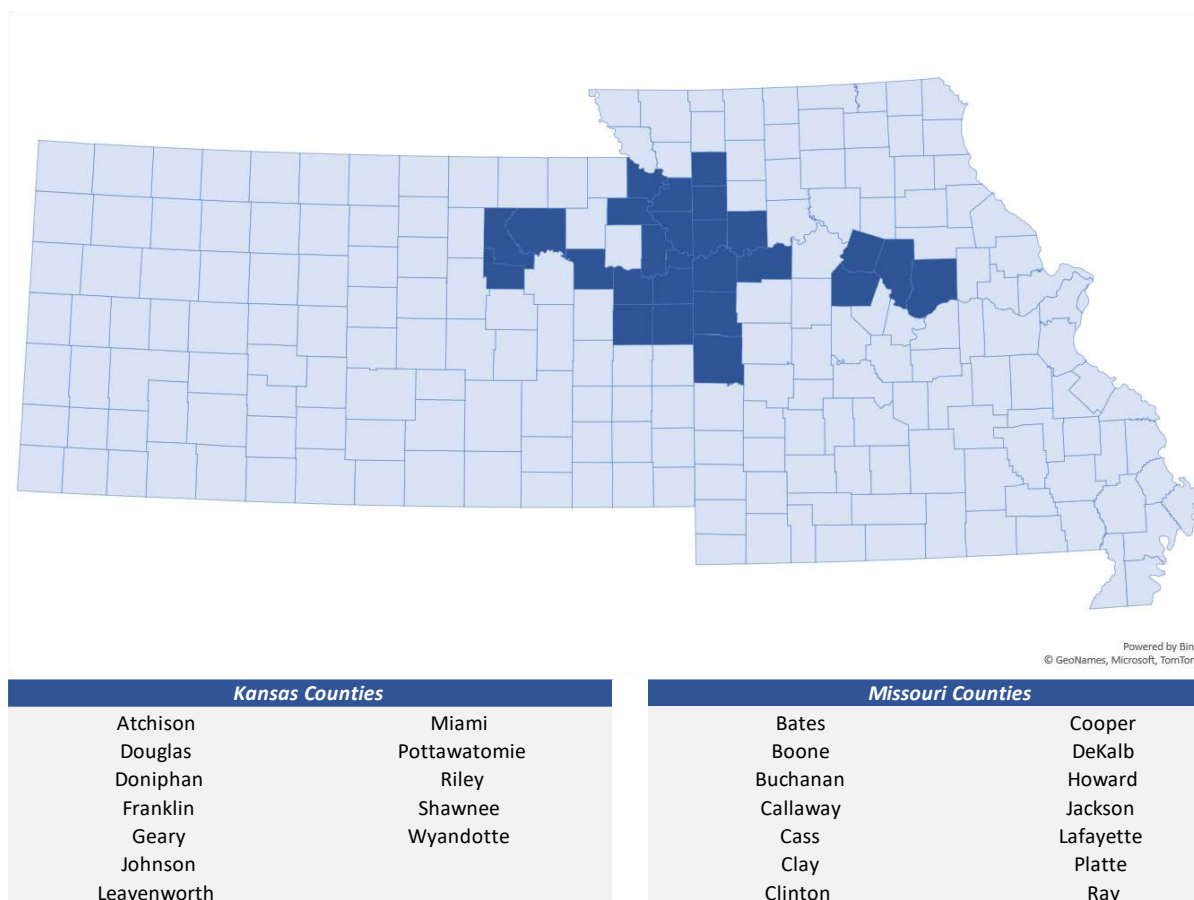 Powered by Bin
© GeoNames, Microsoft, TomTon
Kansas Counties
Atchison Miami
Douglas Pottawatomie
Doniphan Riley
Franklin Shawnee
Geary Wyandotte
Johnson
Leavenworth
Missouri Counties
Bates Cooper
Boone DeKalb
Buchanan Howard
Callaway Jackson
Cass Lafayette
Clay Platte
Clinton Ray